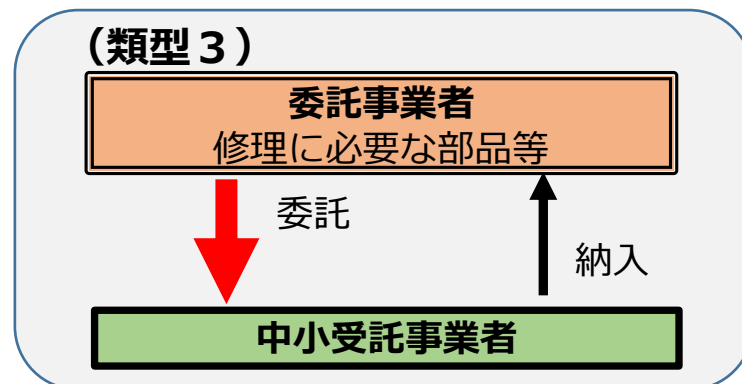 （類型３）
委託事業者
修理に必要な部品等
委託
納入
中小受託事業者